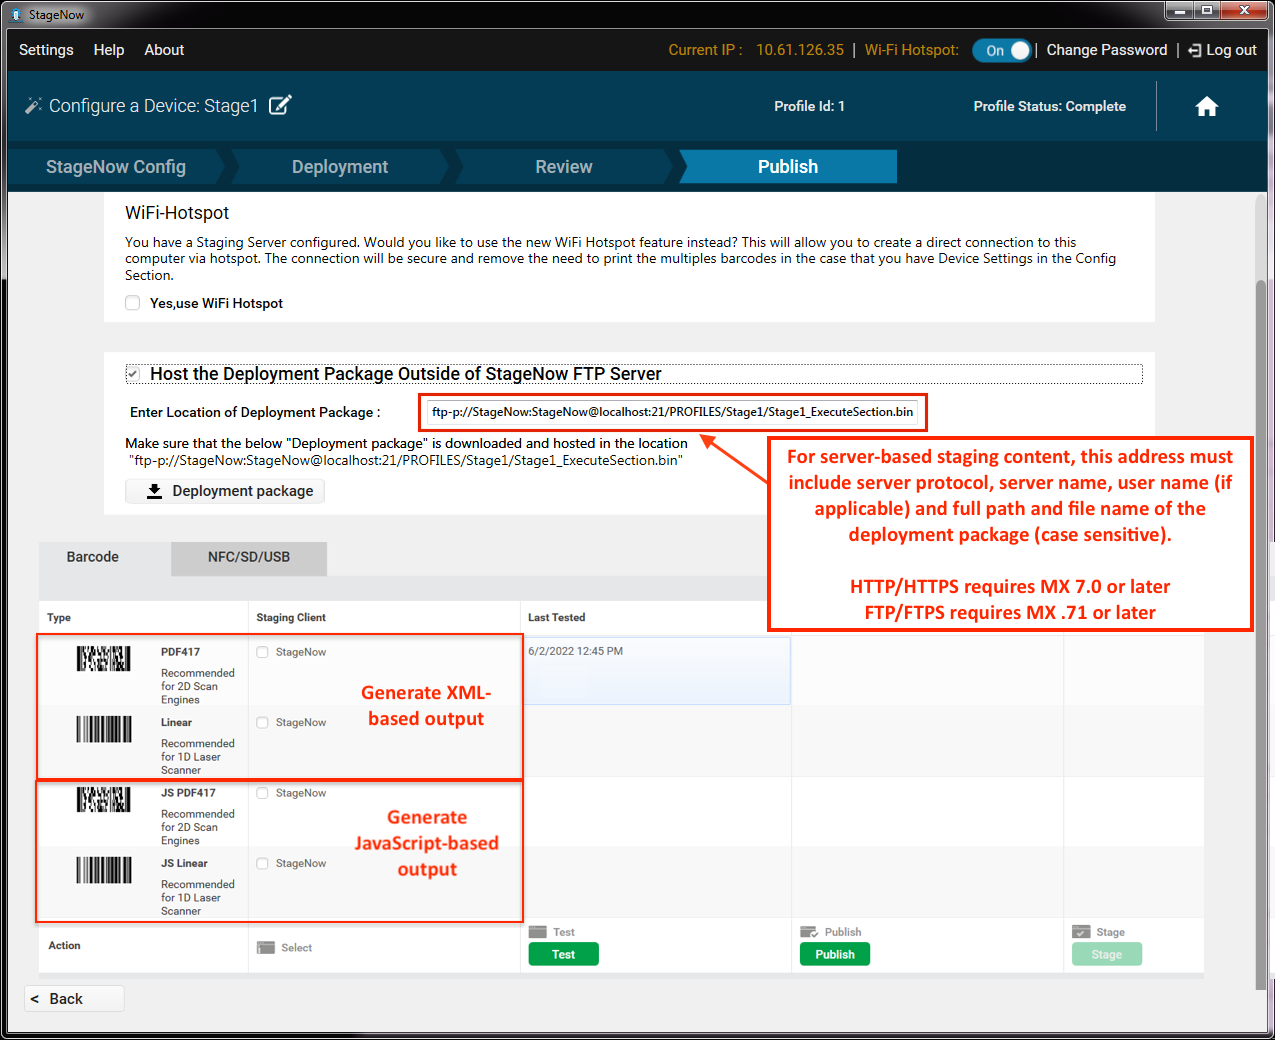 StageNow
Settings Help About Current IP : 10.61.126.35 | Wi-Fi Hotspot: On | Change Password | Log out
Configure a Device: Stage1 Profile Id: 1 Profile Status: Complete
StageNow Config Deployment Review Publish
WiFi-Hotspot
You have a Staging Server configured. Would you like to use the new WiFi Hotspot feature instead? This will allow you to create a direct connection to this
computer via hotspot. The connection will be secure and remove the need to print the multiples barcodes in the case that you have Device Settings in the Config
Section.
Yes,use WiFi Hotspot
Host the Deployment Package Outside of StageNow FTP Server
Enter Location of Deployment Package : ftp-p://StageNow:StageNow@localhost:21/PROFILES/Stage1/Stage1_ExecuteSection.bin
Make sure that the below "Deployment package" is downloaded and hosted in the location
"ftp-p://StageNow:StageNow@localhost:21/PROFILES/Stage1/Stage1_ExecuteSection.bin"
Deployment package
For server-based staging content, this address must
include server protocol, server name, user name (if
applicable) and full path and file name of the
deployment package (case sensitive).
HTTP/HTTPS requires MX 7.0 or later
FTP/FTPS requires MX .71 or later
Barcode NFC/SD/USB
Type Staging Client Last Tested
PDF417 StageNow 6/2/2022 12:45 PM
Recommended
for 2D Scan
Engines
Generate XML-
based output
Linear StageNow
Recommended
for 1D Laser
Scanner
JS PDF417 StageNow
Recommended
for 2D Scan
Engines
Generate
JavaScript-based
output
JS Linear StageNow
Recommended
for 1D Laser
Scanner
Action Select
Test Publish Stage
Test Publish Stage
< Back